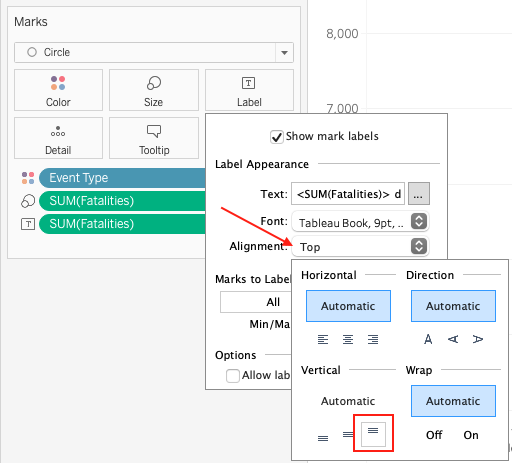 Marks
Circle
Color
Size
Label
Detail
Tooltip
Event Type
SUM(Fatalities)
SUM(Fatalities)
8,000
7,000
Show mark labels
Label Appearance
Text: <SUM(Fatalities)> d ...
Font: Tableau Book, 9pt, ..
Alignment: Top
Marks to Label
All
Min/Ma
Options
Allow lab
Horizontal
Direction
Automatic
Automatic
A A A
Vertical
Wrap
Automatic
Automatic
Off On